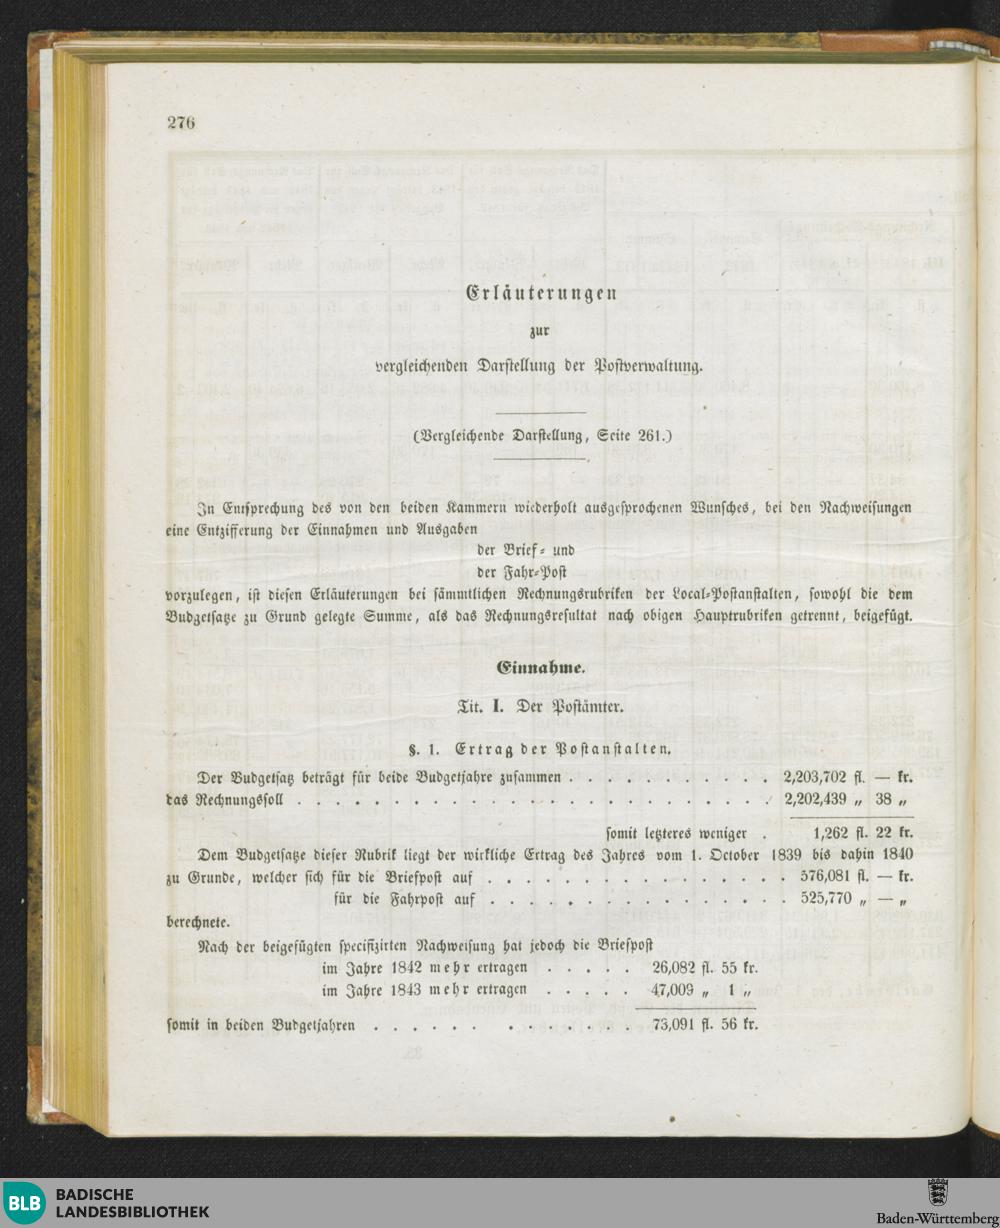 276
Erläuterungen
zur
vergleichenden Darstellung der Postverwaltung.
(Vergleichende Darstellung, Seite 261.)
In Entsprechung des von den beiden Kammern wiederholt ausgesprochenen Wunsches, bei den Nachweisungen
eine Entzifferung der Einnahmen und Ausgaben
der Brief- und
der Fahr-Post
vorzulegen, ist diesen Erläuterungen bei sämmtlichen Rechnungsrubriken der Local-Postanstalten, sowohl die dem
Budgetsatze zu Grund gelegte Summe, als das Rechnungsresultat nach obigen Hauptrubriken getrennt, beigefügt.
Einnahme.
Tit. I. Der Postämter.
§. 1. Ertrag der Postanstalten.
Der Budgetsatz beträgt für beide Budgetjahre zusammen . . . . . . . . . . . 2,203,702 fl. — kr.
das Rechnungssoll . . . . . . . . . . . . . . . . . . . . . . . . . 2,202,439 „ 38 „
somit letzteres weniger . 1,262 fl. 22 kr.
Dem Budgetsatze dieser Rubrik liegt der wirkliche Ertrag des Jahres vom 1. October 1839 bis dahin 1840
zu Grunde, welcher sich für die Briefpost auf . . . . . . . . . . . . . . . . 576,081 fl. — kr.
für die Fahrpost auf . . . . . . . . . . . . . . . . 525,770 „ — „
berechnete.
Nach der beigefügten specifizirten Nachweisung hat jedoch die Briefpost
im Jahre 1842 mehr ertragen . . . . . 26,082 fl. 55 kr.
im Jahre 1843 mehr ertragen . . . . . 47,009 „ 1 „
somit in beiden Budgetjahren . . . . . . . . . . . . . 73,091 fl. 56 kr.
BLB
BADISCHE
LANDESBIBLIOTHEK
Baden-Württemberg